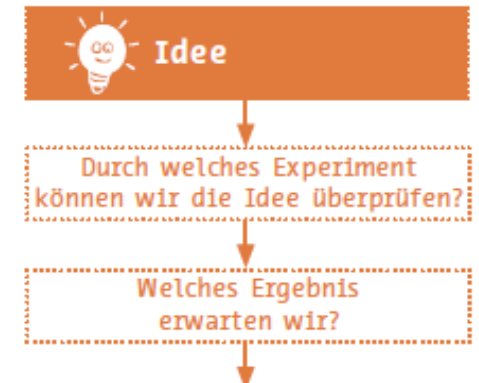 Idee
Durch welches Experiment
können wir die Idee überprüfen?
Welches Ergebnis
erwarten wir?